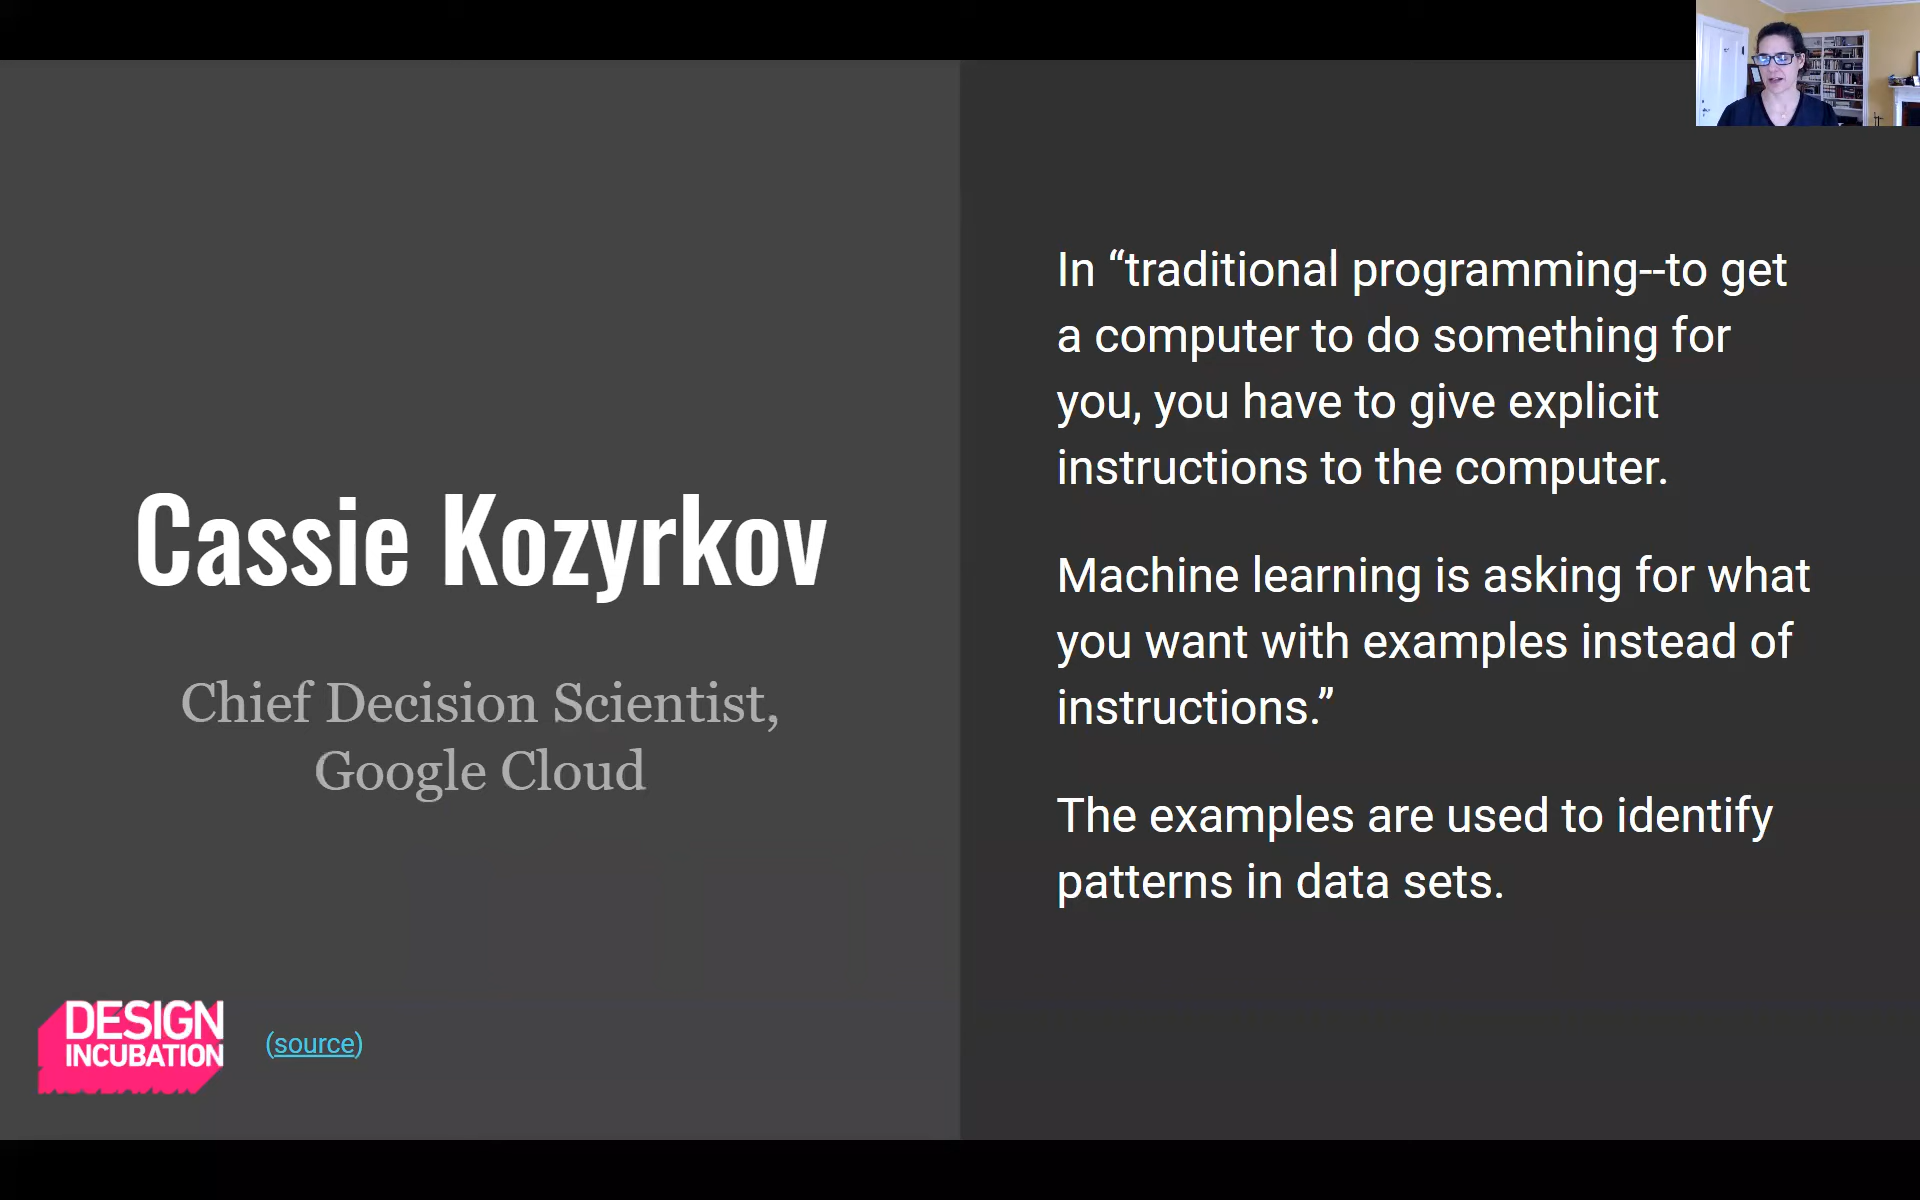 Cassie Kozyrkov
Chief Decision Scientist,
Google Cloud
DESIGN
INCUBATION
(source)
In “traditional programming--to get
a computer to do something for
you, you have to give explicit
instructions to the computer.
Machine learning is asking for what
you want with examples instead of
instructions.”
The examples are used to identify
patterns in data sets.